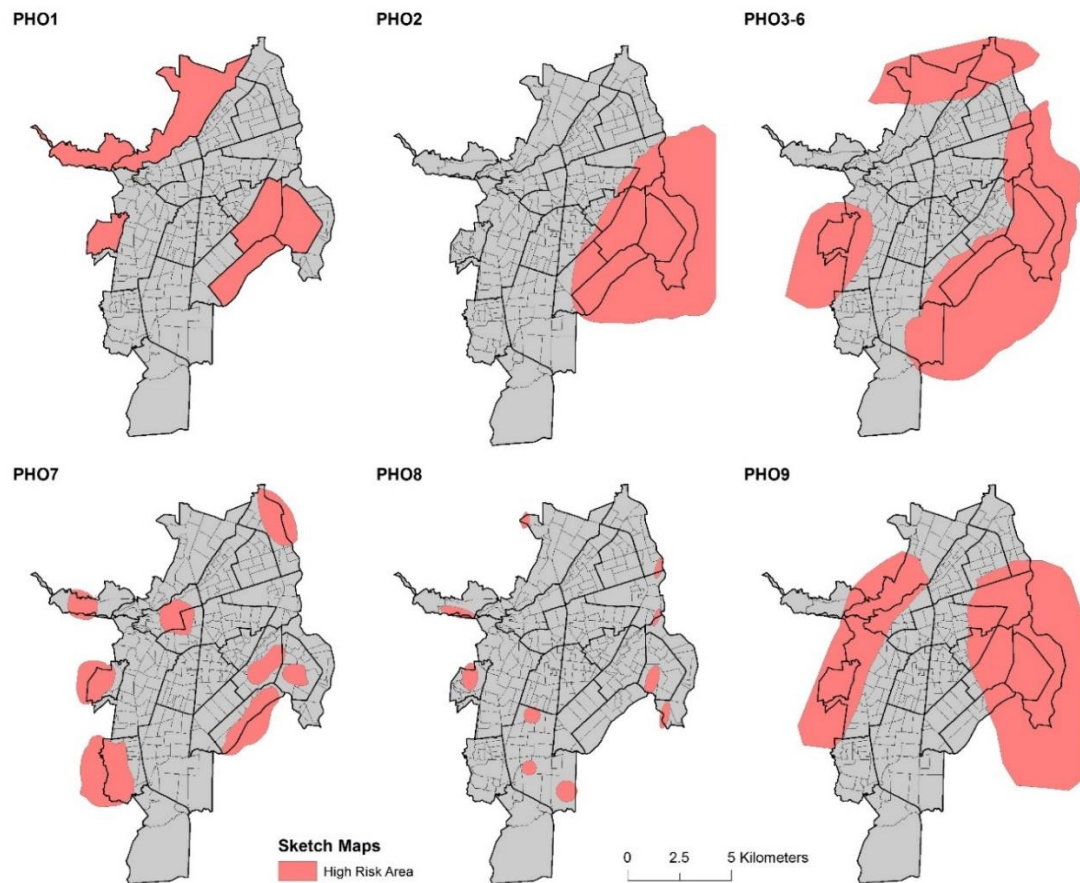 PHO1
PHO2
PHO3-6
PHO7
PHO8
PHO9
Sketch Maps
High Risk Area
0 2.5 5 Kilometers